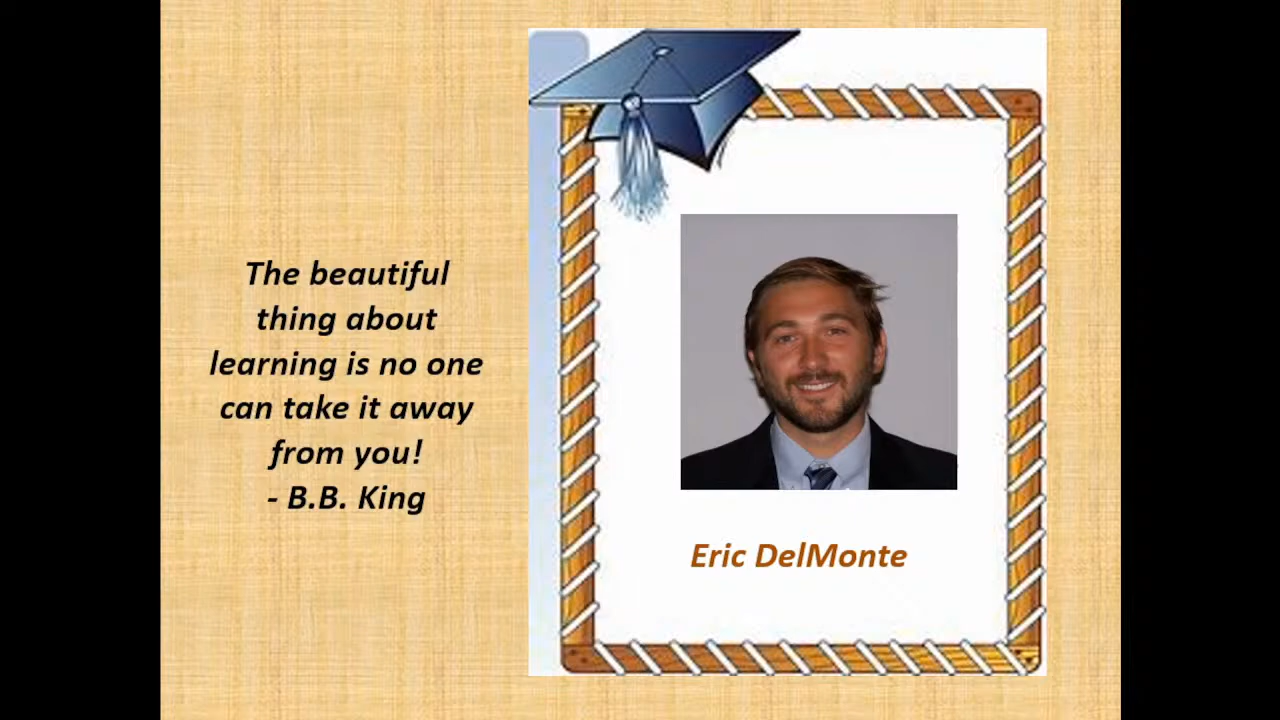 The beautiful
thing about
learning is no one
can take it away
from you!
- B.B. King
Eric DelMonte